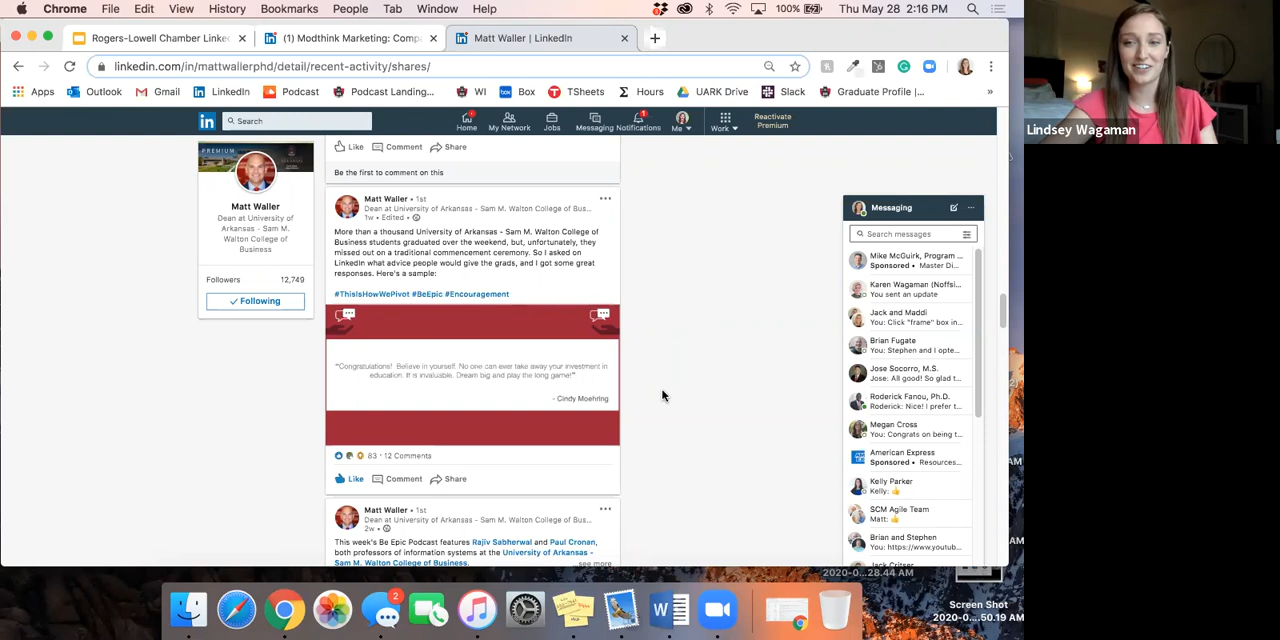 Chrome File Edit View History Bookmarks People Tab Window Help
100% Thu May 28 2:16 PM
Rogers-Lowell Chamber Linke
(1) Modthink Marketing: Comp
Matt Waller | LinkedIn
linkedin.com/in/mattwallerphd/detail/recent-activity/shares/
Apps Outlook Gmail LinkedIn Podcast Podcast Landing... WI Box TSheets Hours UARK Drive Slack Graduate Profile |... »
in Search
Home My Network Jobs Messaging Notifications Me Work
Reactivate
Premium
PREMIUM
Matt Waller
Dean at University of
Arkansas - Sam M.
Walton College of
Business
Followers 12,749
Following
Like Comment Share
Be the first to comment on this
Matt Waller • 1st
Dean at University of Arkansas - Sam M. Walton College of Bus...
1w • Edited •
More than a thousand University of Arkansas - Sam M. Walton College of
Business students graduated over the weekend, but, unfortunately, they
missed out on a traditional commencement ceremony. So I asked on
LinkedIn what advice people would give the grads, and I got some great
responses. Here's a sample:
#ThisIsHowWePivot #BeEpic #Encouragement
"Congratulations! Believe in yourself. No one can ever take away your investment in
education. It is invaluable. Dream big and play the long game!"
- Cindy Moehring
83 · 12 Comments
Like Comment Share
Matt Waller • 1st
Dean at University of Arkansas - Sam M. Walton College of Bus...
2w •
This week's Be Epic Podcast features Rajiv Sabherwal and Paul Cronan,
both professors of information systems at the University of Arkansas -
Sam M. Walton College of Business. ...see more
Messaging
Search messages
Mike McGuirk, Program ...
Sponsored • Master Di...
Karen Wagaman (Noffsi...
You sent an update
Jack and Maddi
You: Click "frame" box in...
Brian Fugate
You: Stephen and I opte...
Jose Socorro, M.S.
Jose: All good! So glad t...
Roderick Fanou, Ph.D.
Roderick: Nice! I prefer t...
Megan Cross
You: Congrats on being t...
American Express
Sponsored • Resources...
Kelly Parker
Kelly: 👍
SCM Agile Team
Matt: 👍
Brian and Stephen
You: https://www.youtub...
Jack Critser
2020-0....28.44 AM
Screen Shot
2020-0....50.19 AM
2
Lindsey Wagaman